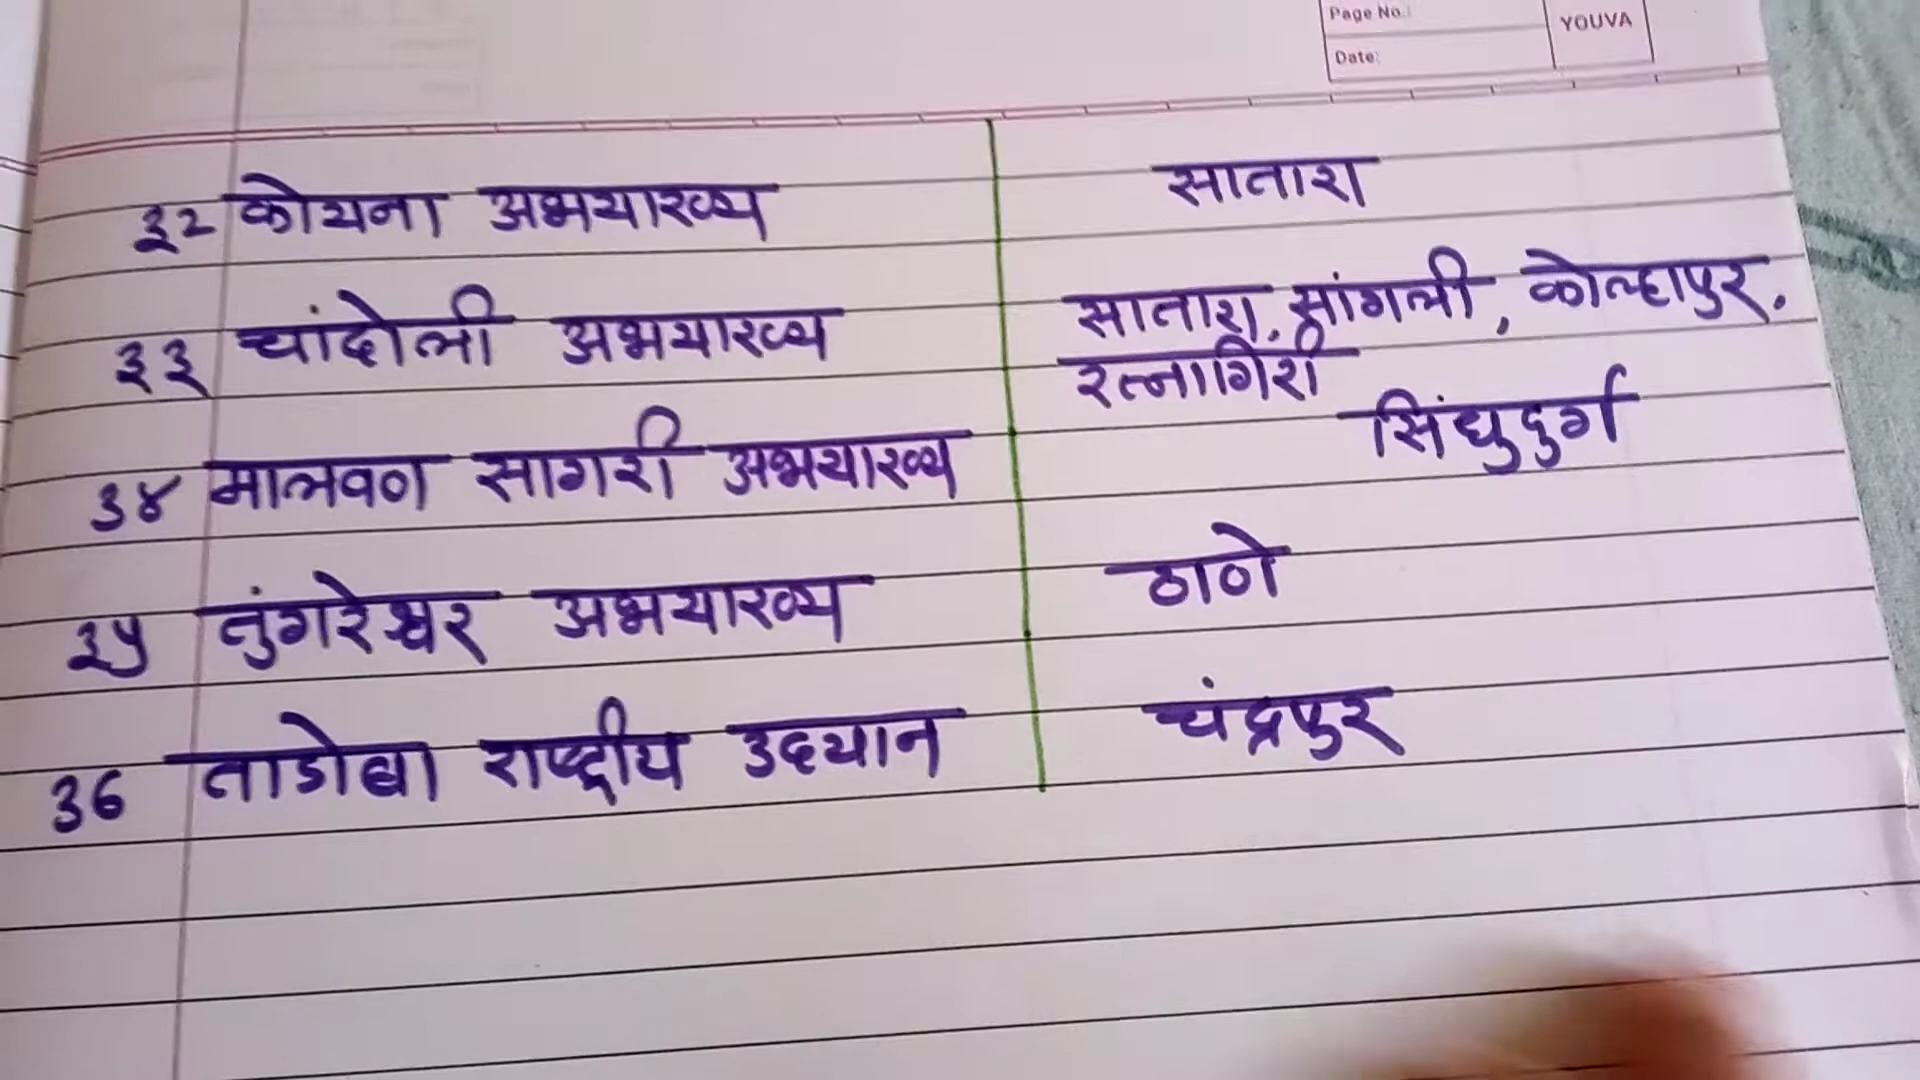 Page No.:
Date:
YOUVA
३२ कोयना अभयारण्य सातारा
३३ चांदोली अभयारण्य सातारा, सांगली, कोल्हापुर.
रत्नागिरी
३४ मालवण सागरी अभयारण्य सिंधुदुर्ग
३५ तुंगरेश्वर अभयारण्य ठाणे
36 ताडोबा राष्ट्रीय उदयान चंद्रपुर